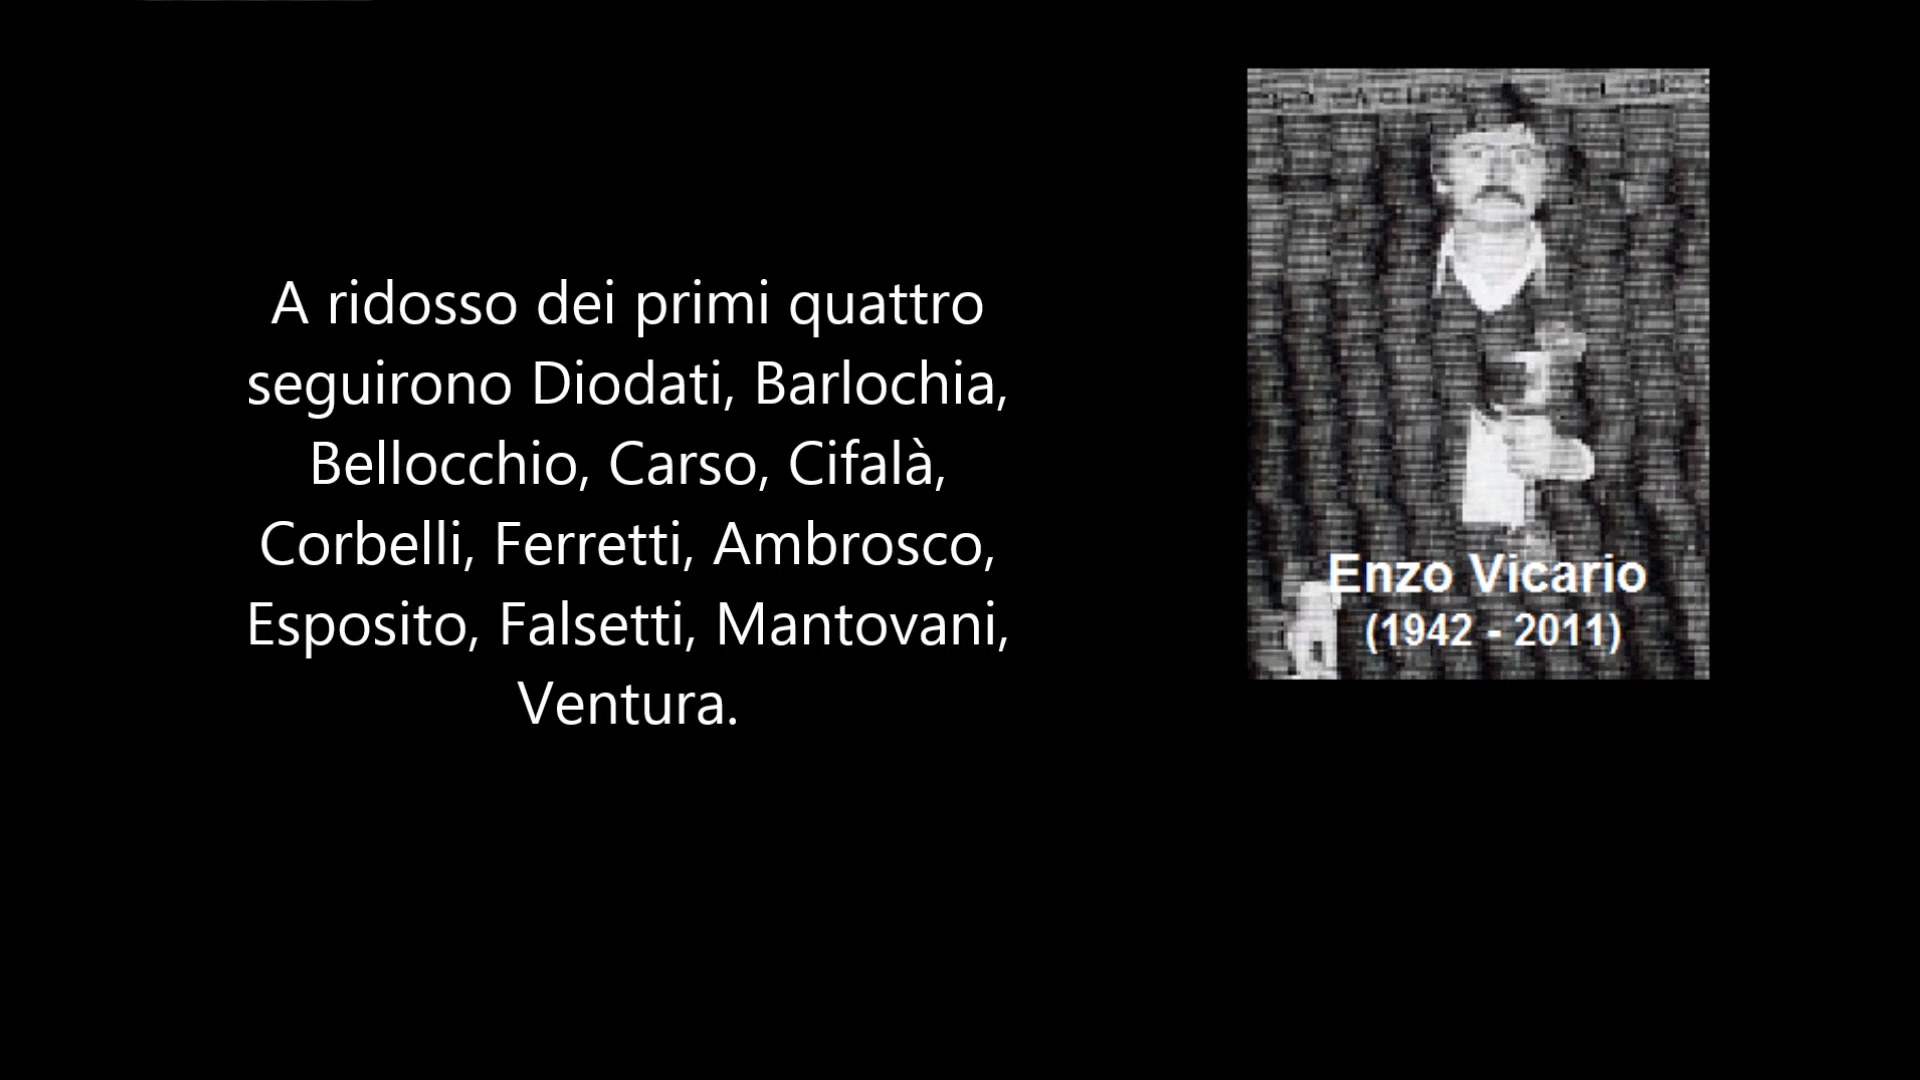 A ridosso dei primi quattro
seguirono Diodati, Barlochia,
Bellocchio, Carso, Cifalà,
Corbelli, Ferretti, Ambrosco,
Esposito, Falsetti, Mantovani,
Ventura.
Enzo Vicario
(1942 - 2011)